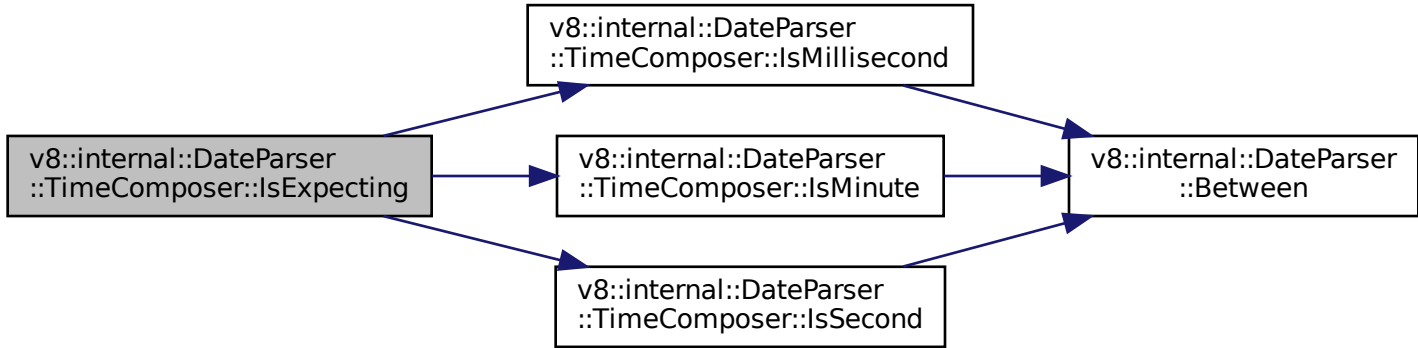 v8::internal::DateParser
::TimeComposer::IsExpecting
v8::internal::DateParser
::TimeComposer::IsMillisecond
v8::internal::DateParser
::TimeComposer::IsMinute
v8::internal::DateParser
::TimeComposer::IsSecond
v8::internal::DateParser
::Between